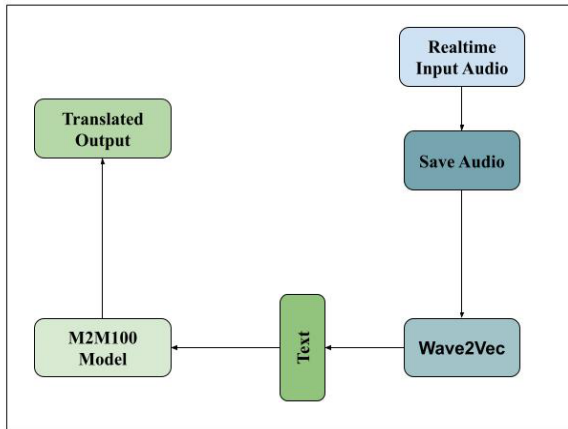 Realtime
Input Audio
Save Audio
Wave2Vec
Text
M2M100
Model
Translated
Output